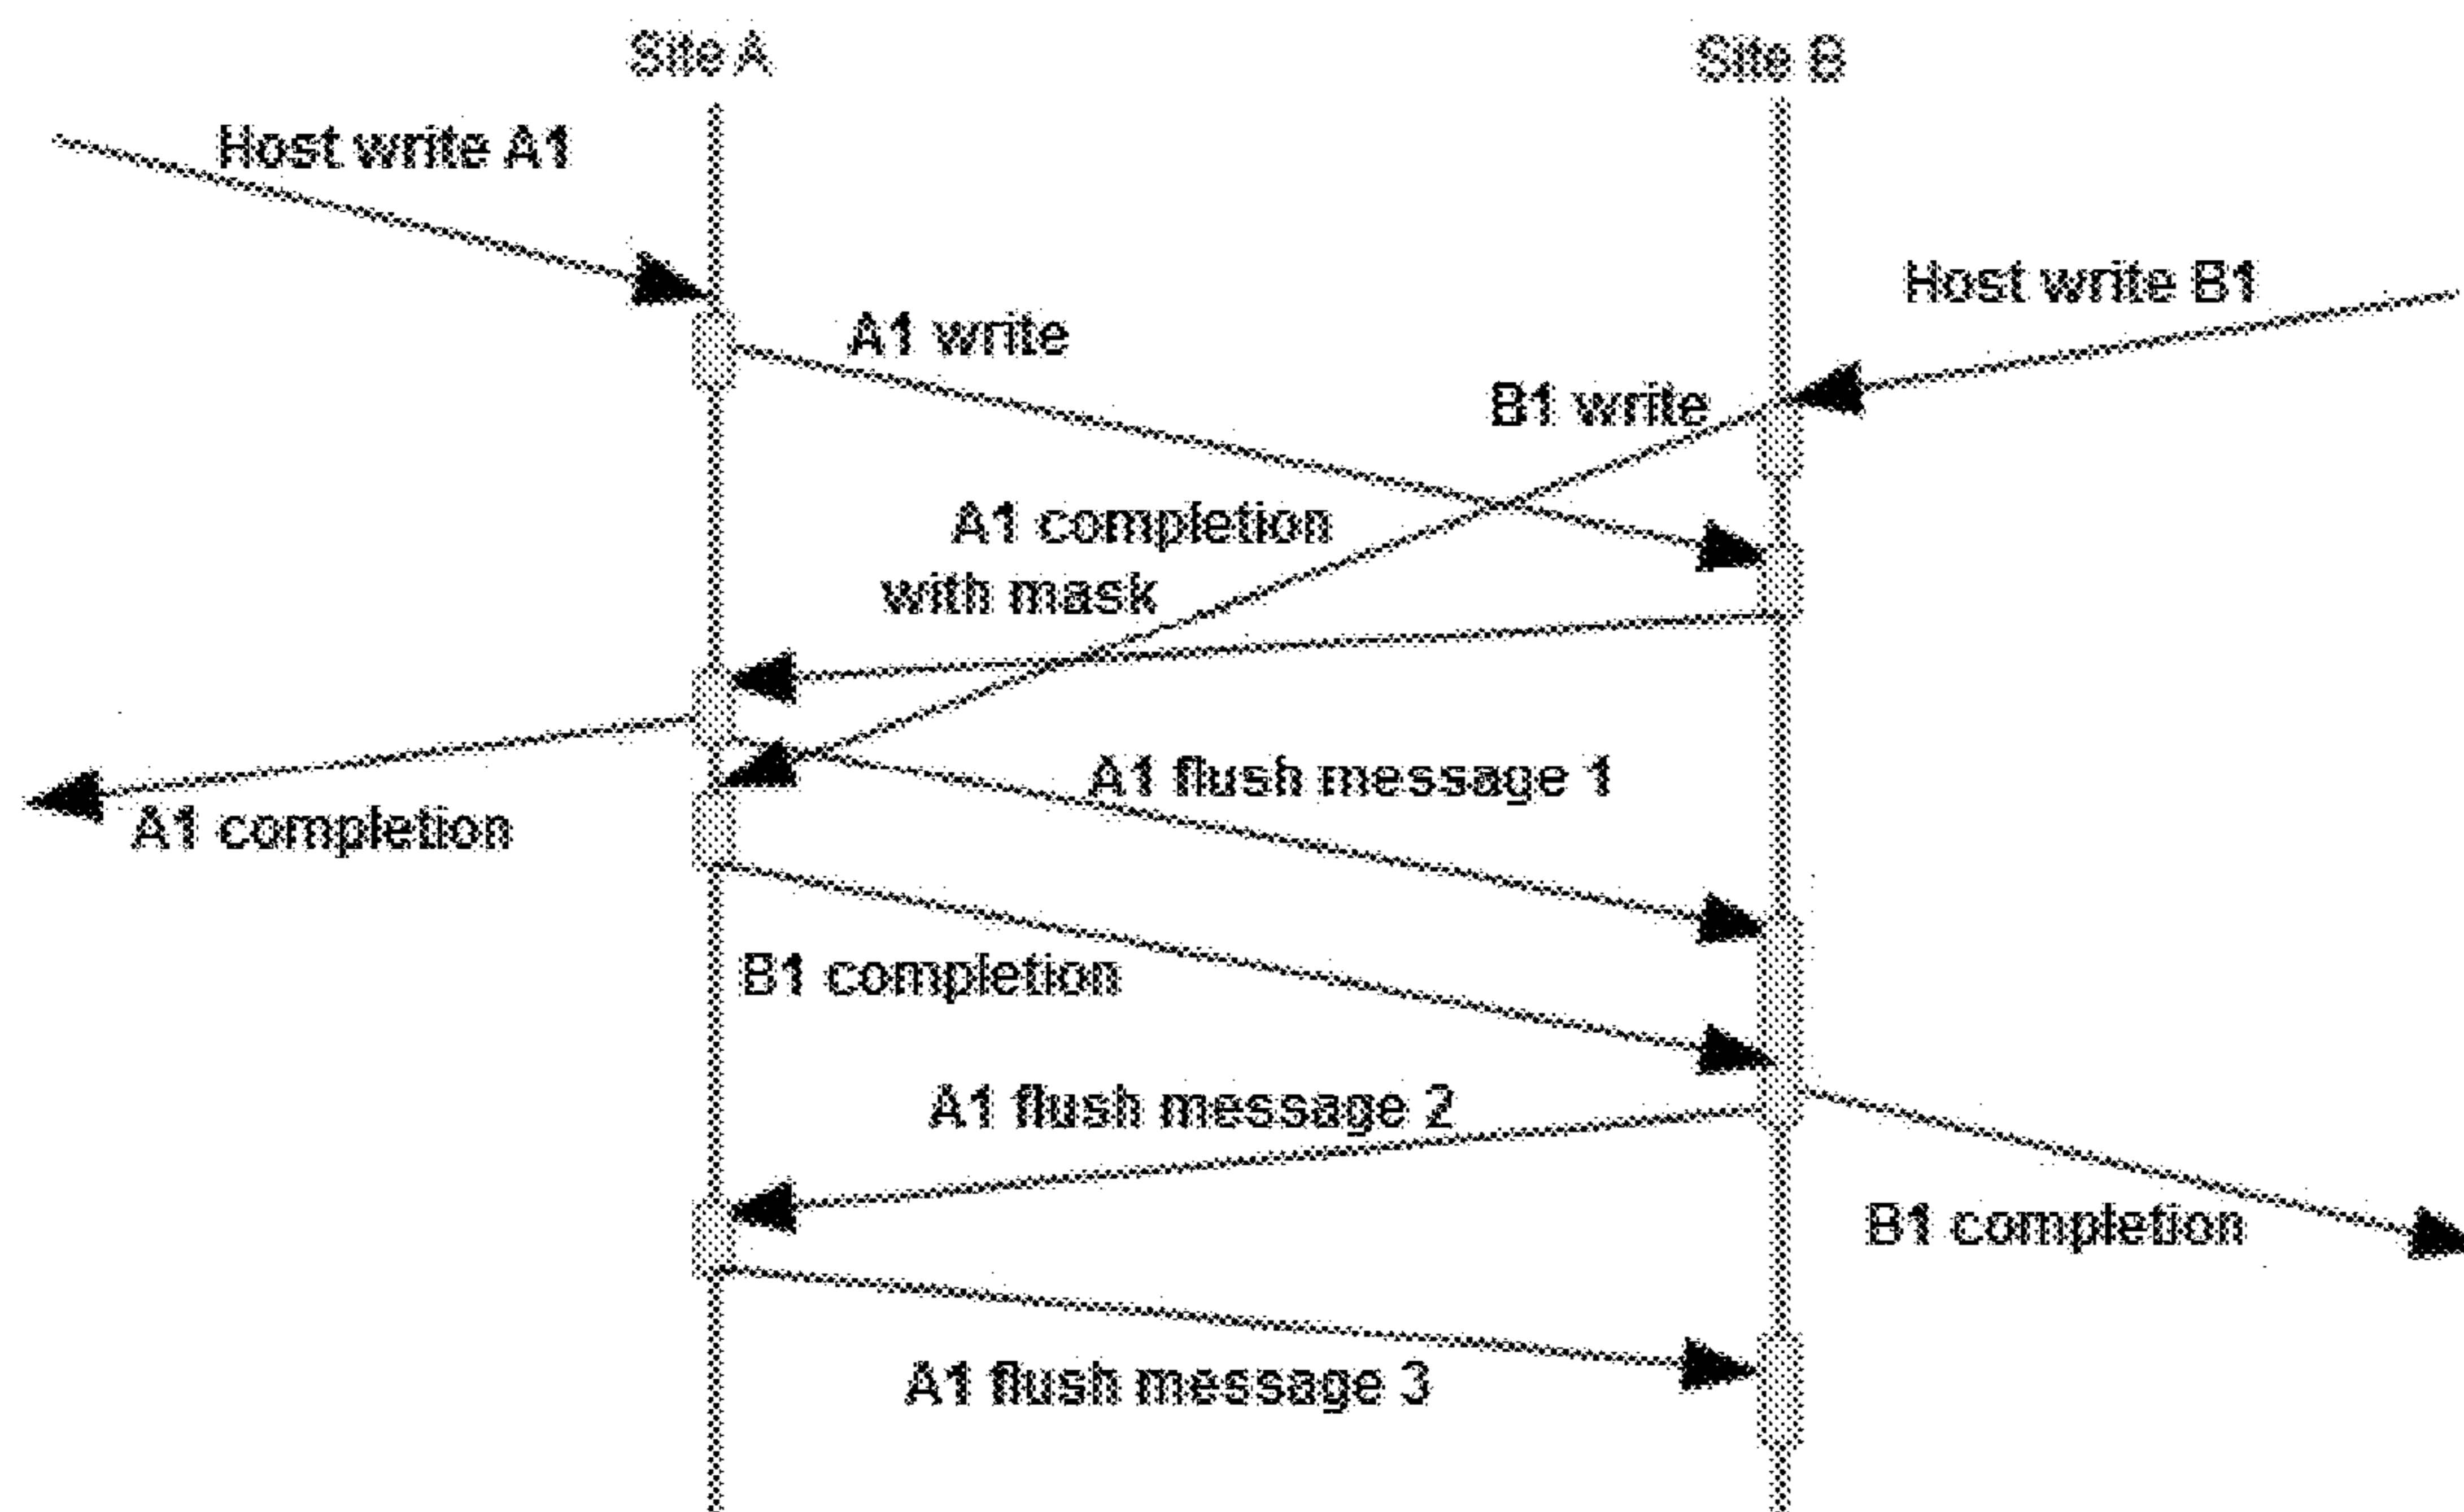 Site A
Site B
Host write A1
Host write B1
A1 write
B1 write
A1 completion
with mask
A1 flush message 1
A1 completion
B1 completion
A1 flush message 2
B1 completion
A1 flush message 3